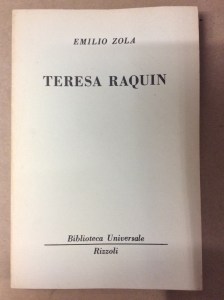 EMILIO ZOLA
TERESA RAQUIN
Biblioteca Universale
Rizzoli